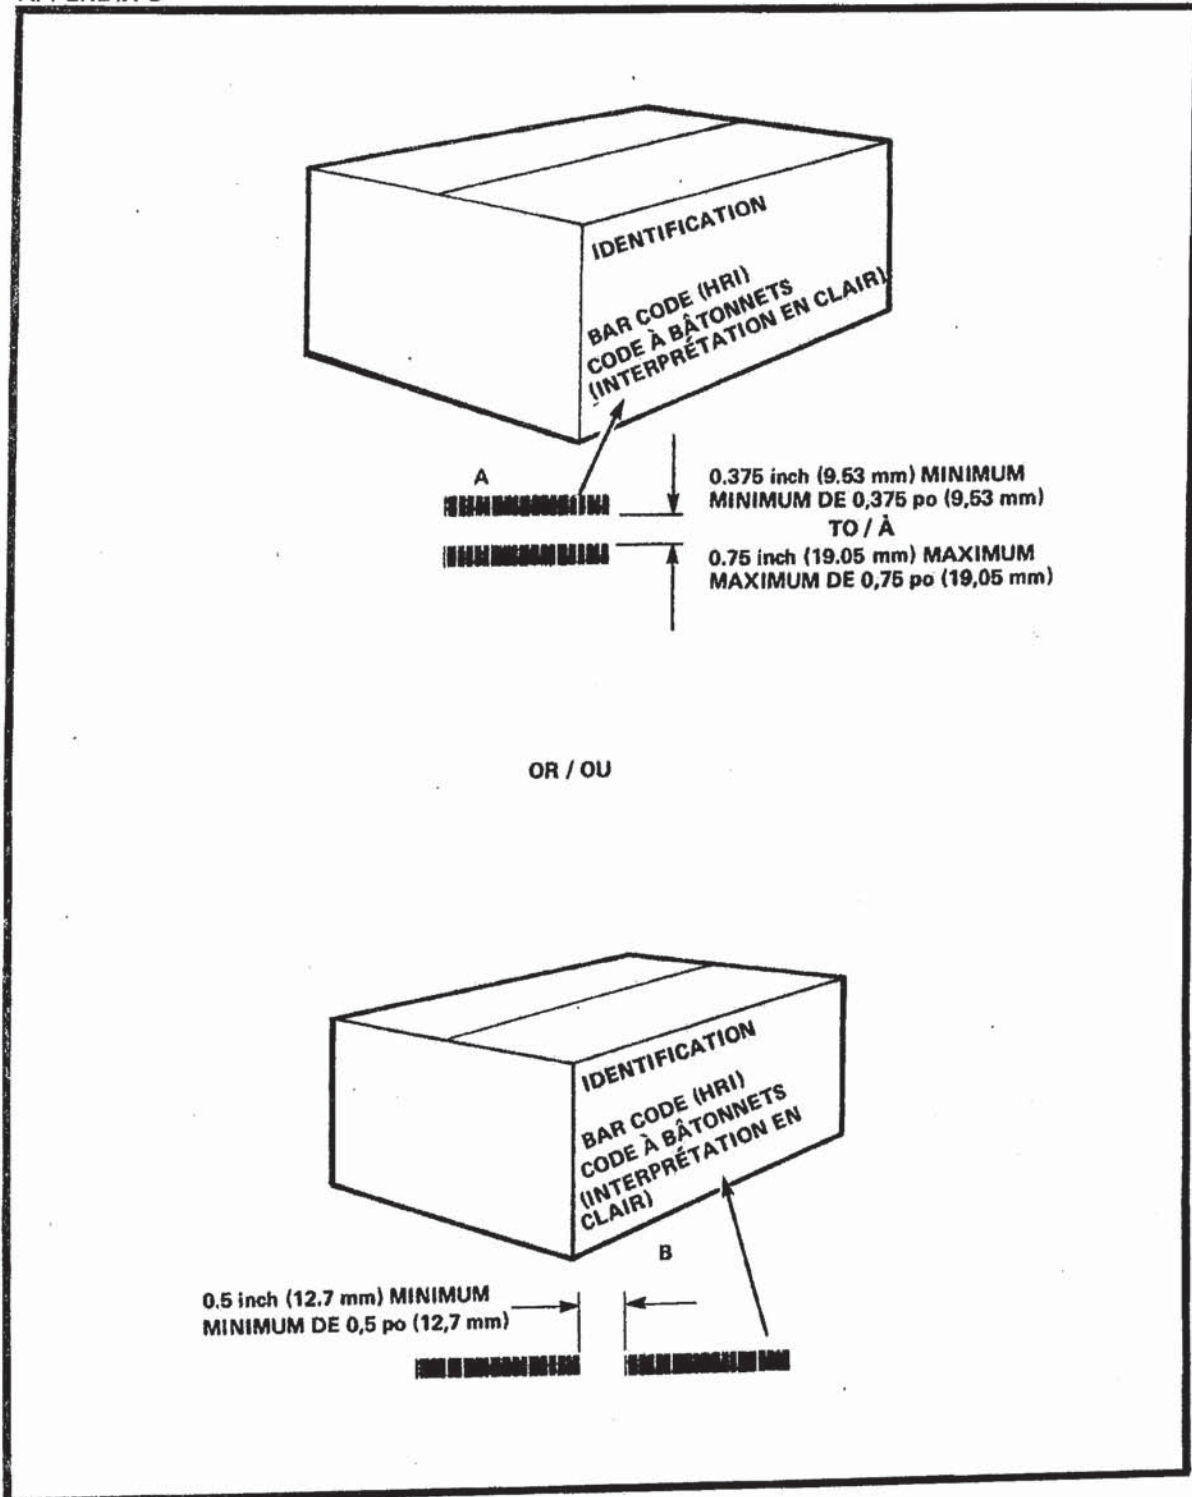 IDENTIFICATION
BAR CODE (HRI)
CODE À BÂTONNETS
(INTERPRÉTATION EN CLAIR)
A
0.375 inch (9.53 mm) MINIMUM
MINIMUM DE 0,375 po (9,53 mm)
TO / À
0.75 inch (19.05 mm) MAXIMUM
MAXIMUM DE 0,75 po (19,05 mm)
OR / OU
IDENTIFICATION
BAR CODE (HRI)
CODE À BÂTONNETS
(INTERPRÉTATION EN
CLAIR)
B
0.5 inch (12.7 mm) MINIMUM
MINIMUM DE 0,5 po (12,7 mm)